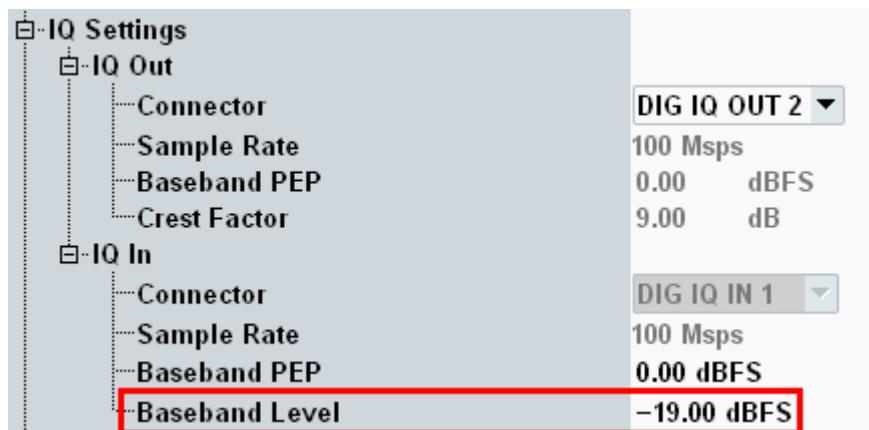 IQ Settings
IQ Out
Connector DIG IQ OUT 2
Sample Rate 100 Msps
Baseband PEP 0.00 dBFS
Crest Factor 9.00 dB
IQ In
Connector DIG IQ IN 1
Sample Rate 100 Msps
Baseband PEP 0.00 dBFS
Baseband Level −19.00 dBFS